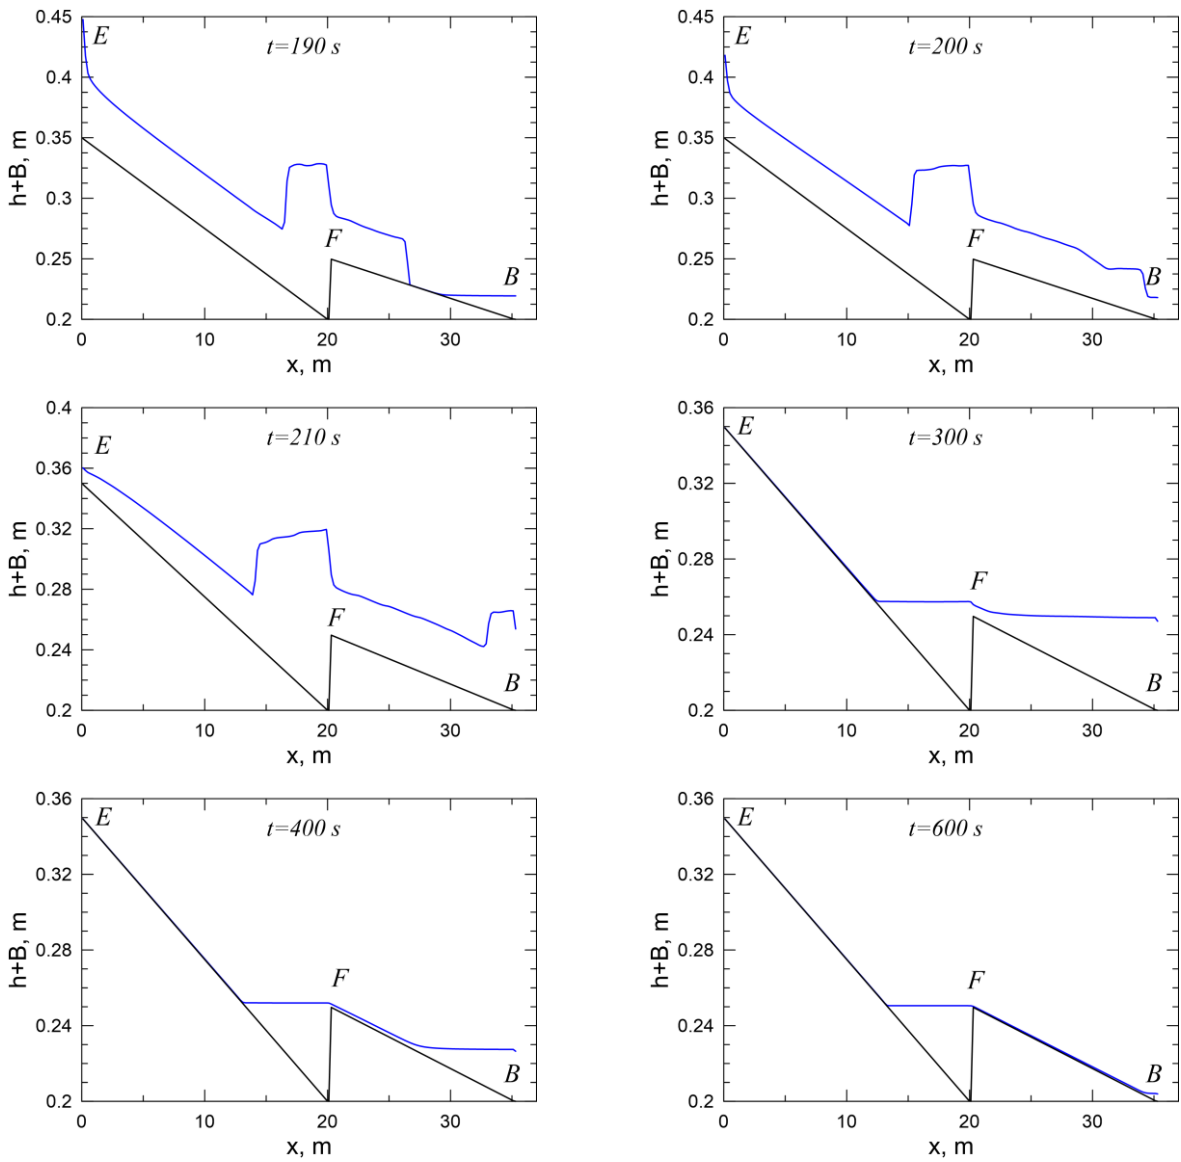 0.45
0.4
0.35
0.3
0.25
0.2
h+B, m
E
t=190 s
F
B
0 10 20 30
x, m
0.45
0.4
0.35
0.3
0.25
0.2
h+B, m
E
t=200 s
F
B
0 10 20 30
x, m
0.4
0.36
0.32
0.28
0.24
0.2
h+B, m
E
t=210 s
F
B
0 10 20 30
x, m
0.36
0.32
0.28
0.24
0.2
h+B, m
E
t=300 s
F
B
0 10 20 30
x, m
0.36
0.32
0.28
0.24
0.2
h+B, m
E
t=400 s
F
B
0 10 20 30
x, m
0.36
0.32
0.28
0.24
0.2
h+B, m
E
t=600 s
F
B
0 10 20 30
x, m